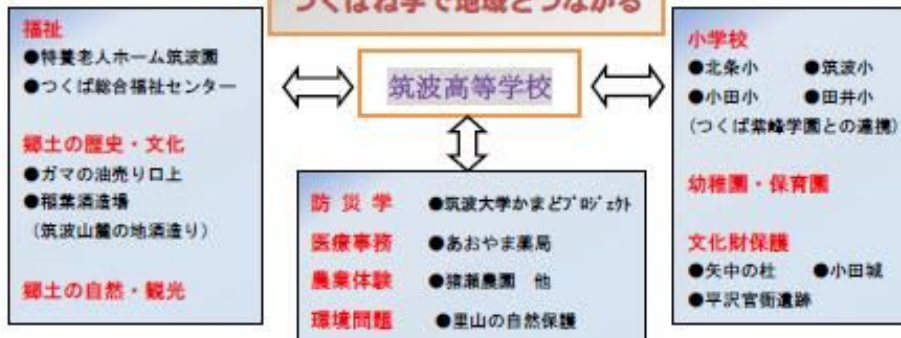 つくばね学で地域とつながる
福祉
●特養老人ホーム筑波園
●つくば総合福祉センター
郷土の歴史・文化
●ガマの油売り口上
●稲葉酒造場
(筑波山麓の地酒造り)
郷土の自然・観光
筑波高等学校
防災学 ●筑波大学かまどプロジェクト
医療事務 ●あおやま薬局
農業体験 ●猪瀬農園 他
環境問題 ●里山の自然保護
小学校
●北条小 ●筑波小
●小田小 ●田井小
(つくば紫峰学園との連携)
幼稚園・保育園
文化財保護
●矢中の杜 ●小田城
●平沢官衙遺跡